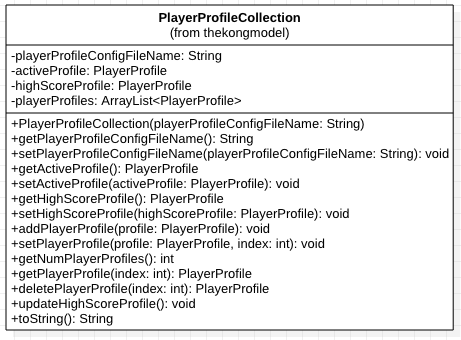 PlayerProfileCollection
(from thekongmodel)
-playerProfileConfigFileName: String
-activeProfile: PlayerProfile
-highScoreProfile: PlayerProfile
-playerProfiles: ArrayList<PlayerProfile>
+PlayerProfileCollection(playerProfileConfigFileName: String)
+getPlayerProfileConfigFileName(): String
+setPlayerProfileConfigFileName(playerProfileConfigFileName: String): void
+getActiveProfile(): PlayerProfile
+setActiveProfile(activeProfile: PlayerProfile): void
+getHighScoreProfile(): PlayerProfile
+setHighScoreProfile(highScoreProfile: PlayerProfile): void
+addPlayerProfile(profile: PlayerProfile): void
+setPlayerProfile(profile: PlayerProfile, index: int): void
+getNumPlayerProfiles(): int
+getPlayerProfile(index: int): PlayerProfile
+deletePlayerProfile(index: int): PlayerProfile
+updateHighScoreProfile(): void
+toString(): String